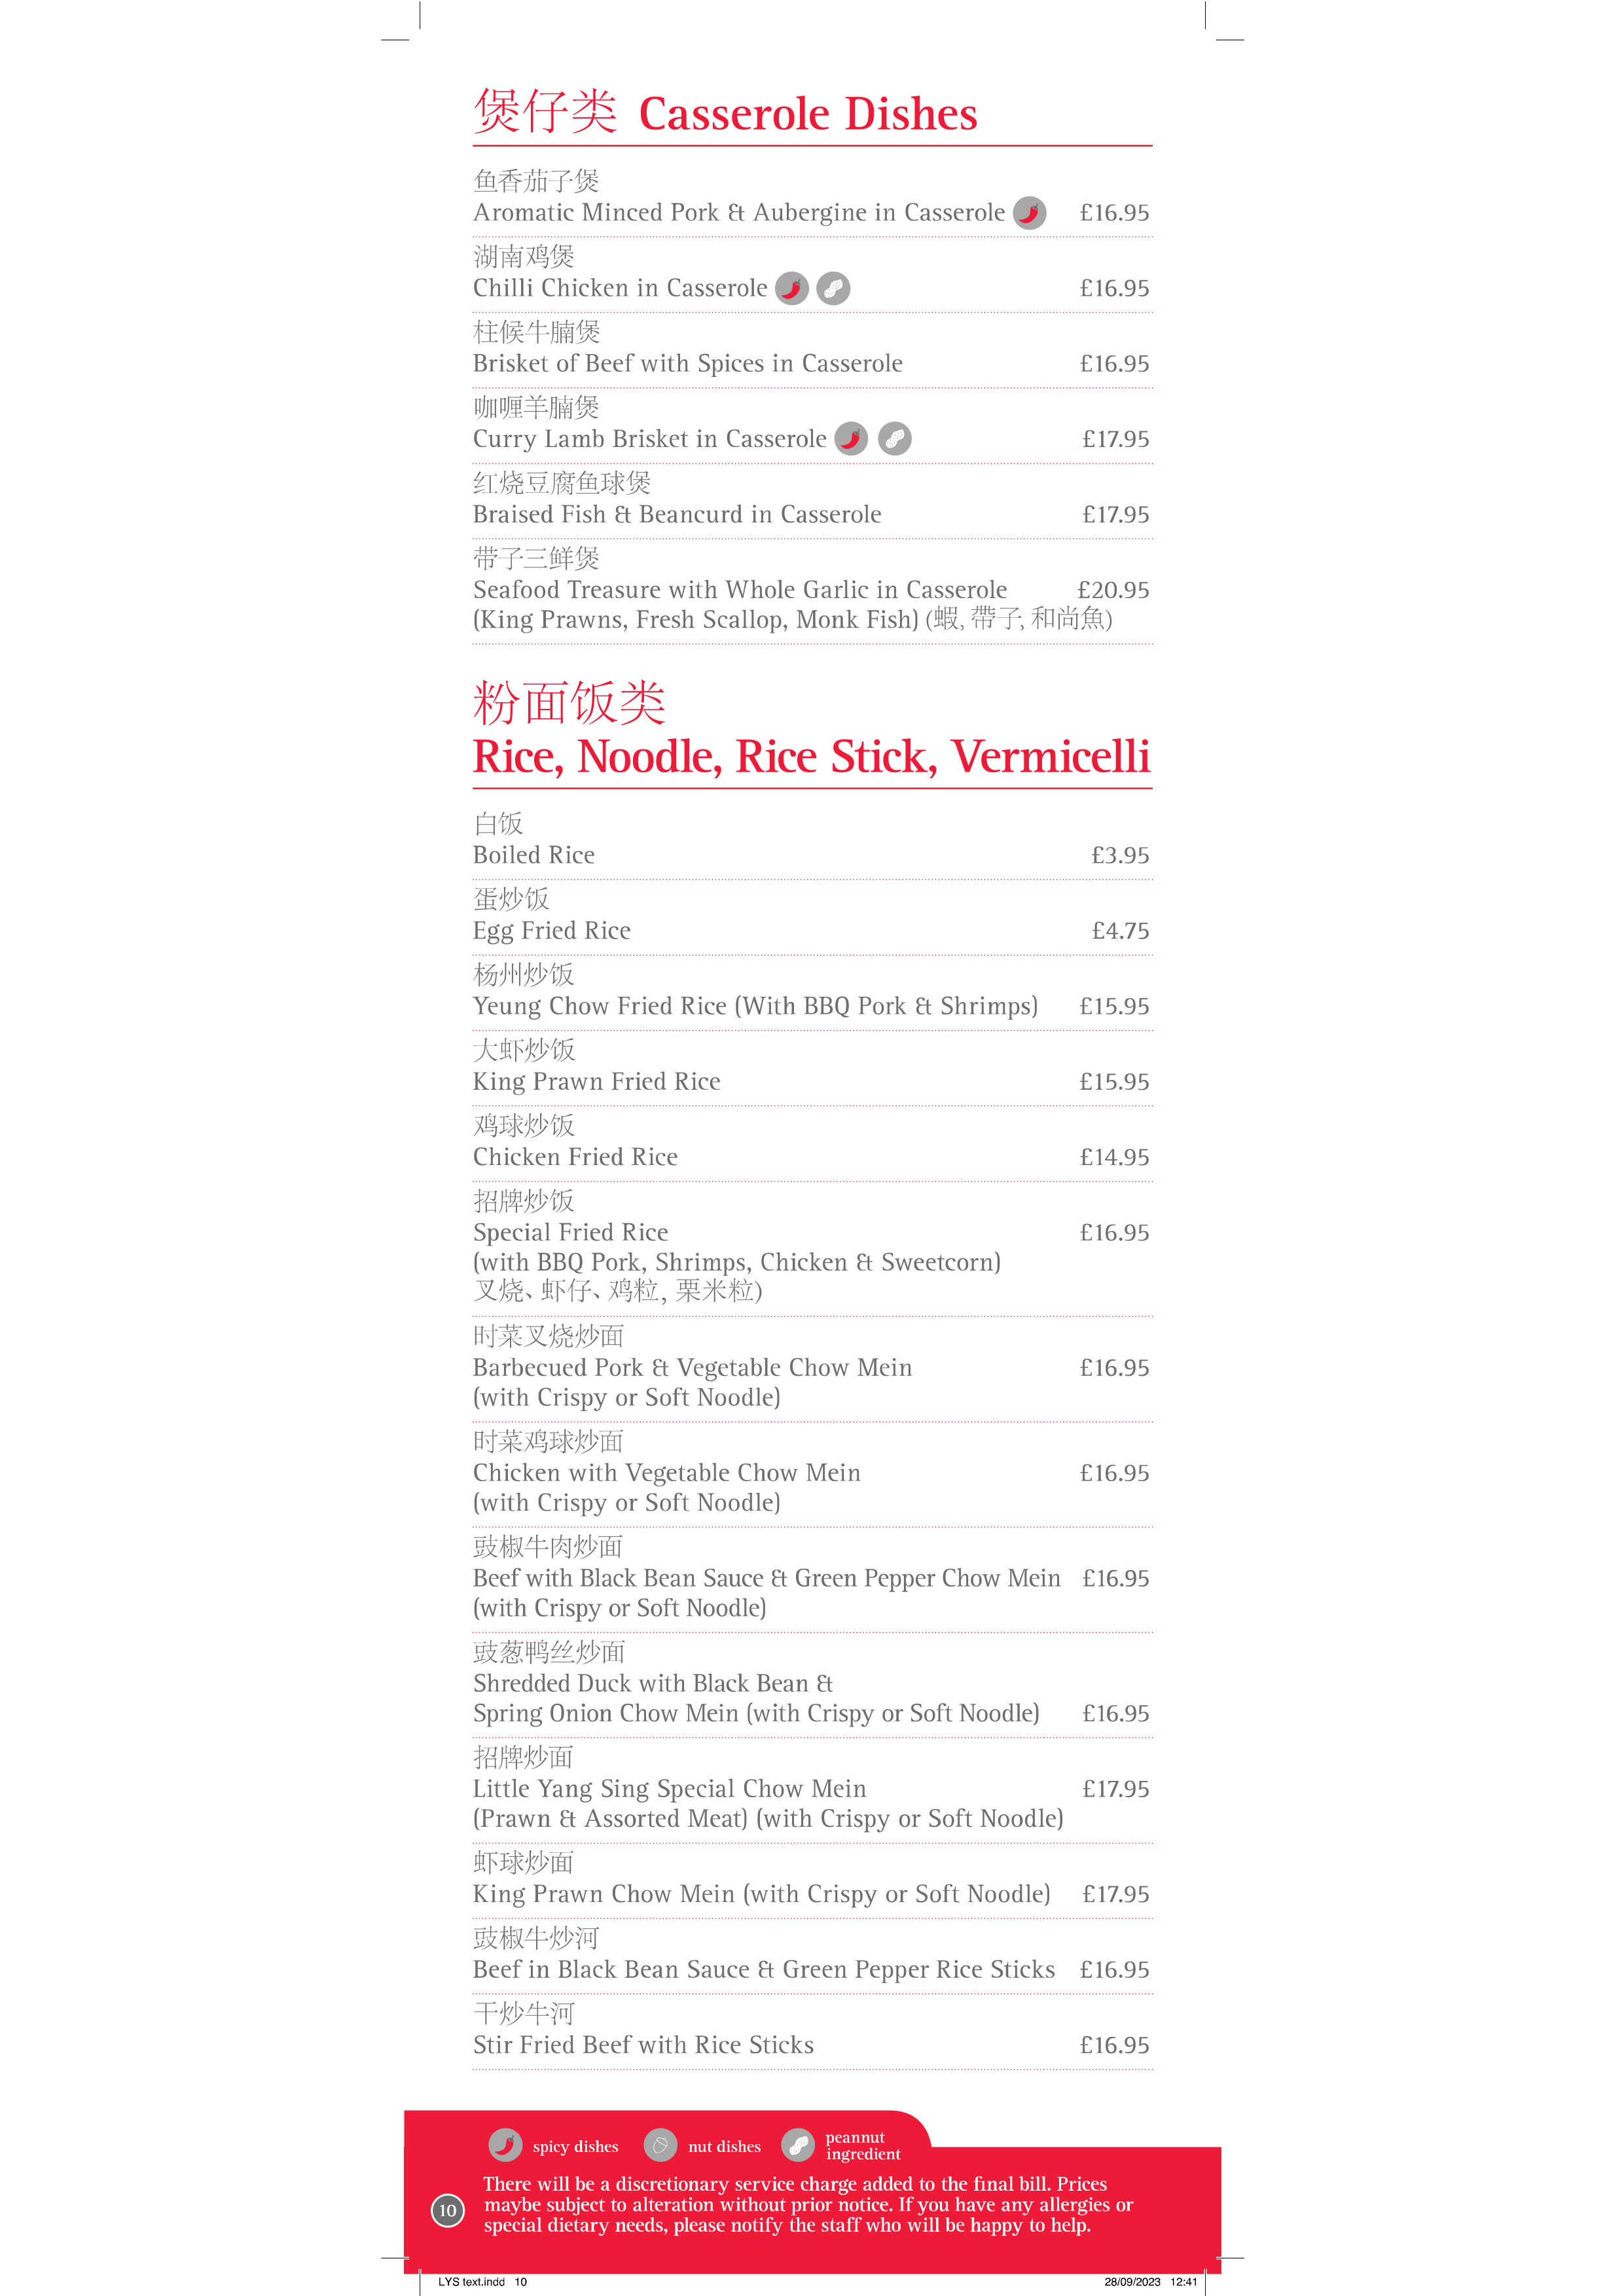 煲仔类 Casserole Dishes
鱼香茄子煲
Aromatic Minced Pork & Aubergine in Casserole £16.95
湖南鸡煲
Chilli Chicken in Casserole £16.95
柱候牛腩煲
Brisket of Beef with Spices in Casserole £16.95
咖喱羊腩煲
Curry Lamb Brisket in Casserole £17.95
红烧豆腐鱼球煲
Braised Fish & Beancurd in Casserole £17.95
带子三鲜煲
Seafood Treasure with Whole Garlic in Casserole £20.95
(King Prawns, Fresh Scallop, Monk Fish) (蝦, 帶子, 和尚魚)
粉面饭类
Rice, Noodle, Rice Stick, Vermicelli
白饭
Boiled Rice £3.95
蛋炒饭
Egg Fried Rice £4.75
杨州炒饭
Yeung Chow Fried Rice (With BBQ Pork & Shrimps) £15.95
大虾炒饭
King Prawn Fried Rice £15.95
鸡球炒饭
Chicken Fried Rice £14.95
招牌炒饭
Special Fried Rice £16.95
(with BBQ Pork, Shrimps, Chicken & Sweetcorn)
叉烧、虾仔、鸡粒, 栗米粒)
时菜叉烧炒面
Barbecued Pork & Vegetable Chow Mein £16.95
(with Crispy or Soft Noodle)
时菜鸡球炒面
Chicken with Vegetable Chow Mein £16.95
(with Crispy or Soft Noodle)
豉椒牛肉炒面
Beef with Black Bean Sauce & Green Pepper Chow Mein £16.95
(with Crispy or Soft Noodle)
豉葱鸭丝炒面
Shredded Duck with Black Bean &
Spring Onion Chow Mein (with Crispy or Soft Noodle) £16.95
招牌炒面
Little Yang Sing Special Chow Mein £17.95
(Prawn & Assorted Meat) (with Crispy or Soft Noodle)
虾球炒面
King Prawn Chow Mein (with Crispy or Soft Noodle) £17.95
豉椒牛炒河
Beef in Black Bean Sauce & Green Pepper Rice Sticks £16.95
干炒牛河
Stir Fried Beef with Rice Sticks £16.95
spicy dishes nut dishes peannut
ingredient
There will be a discretionary service charge added to the final bill. Prices
maybe subject to alteration without prior notice. If you have any allergies or
special dietary needs, please notify the staff who will be happy to help.
10
LYS text.indd 10 28/09/2023 12:41